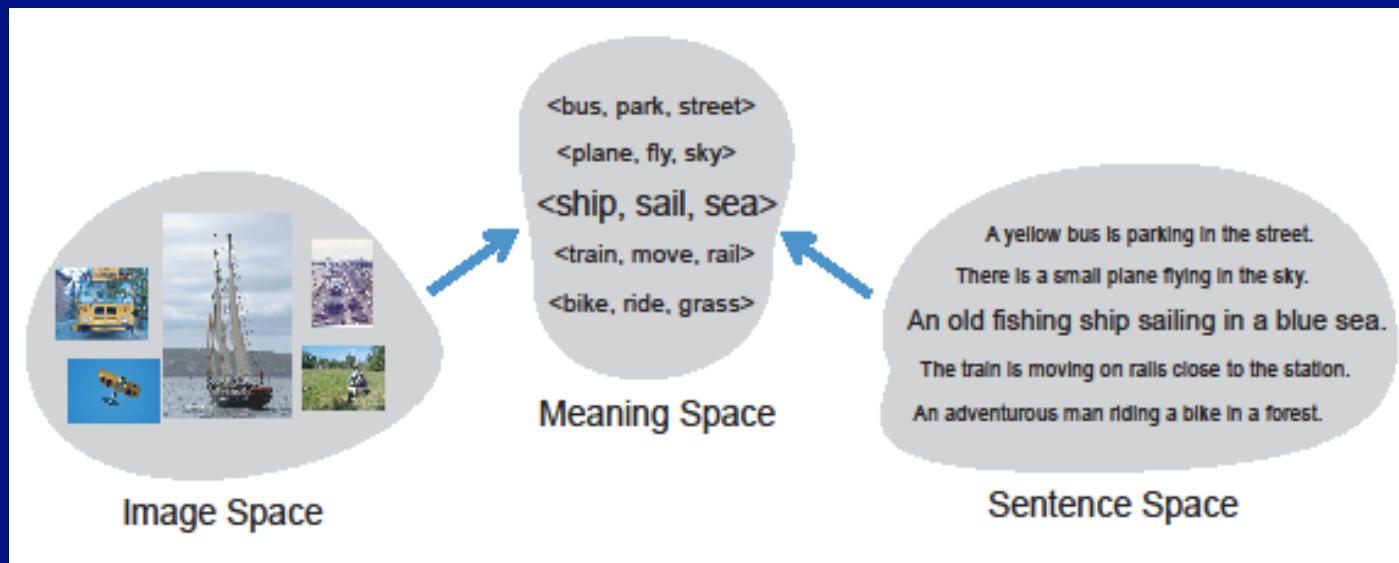 <bus, park, street>
<plane, fly, sky>
<ship, sail, sea>
<train, move, rail>
<bike, ride, grass>
Meaning Space
Image Space
A yellow bus is parking in the street.
There is a small plane flying in the sky.
An old fishing ship sailing in a blue sea.
The train is moving on rails close to the station.
An adventurous man riding a bike in a forest.
Sentence Space